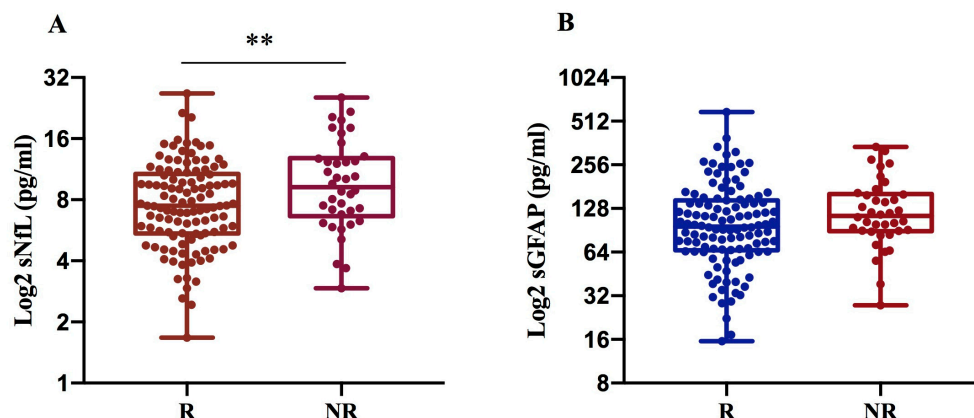 A
**
Log2 sNfL (pg/ml)
32
16
8
4
2
1
R
NR
B
Log2 sGFAP (pg/ml)
1024
512
256
128
64
32
16
8
R
NR